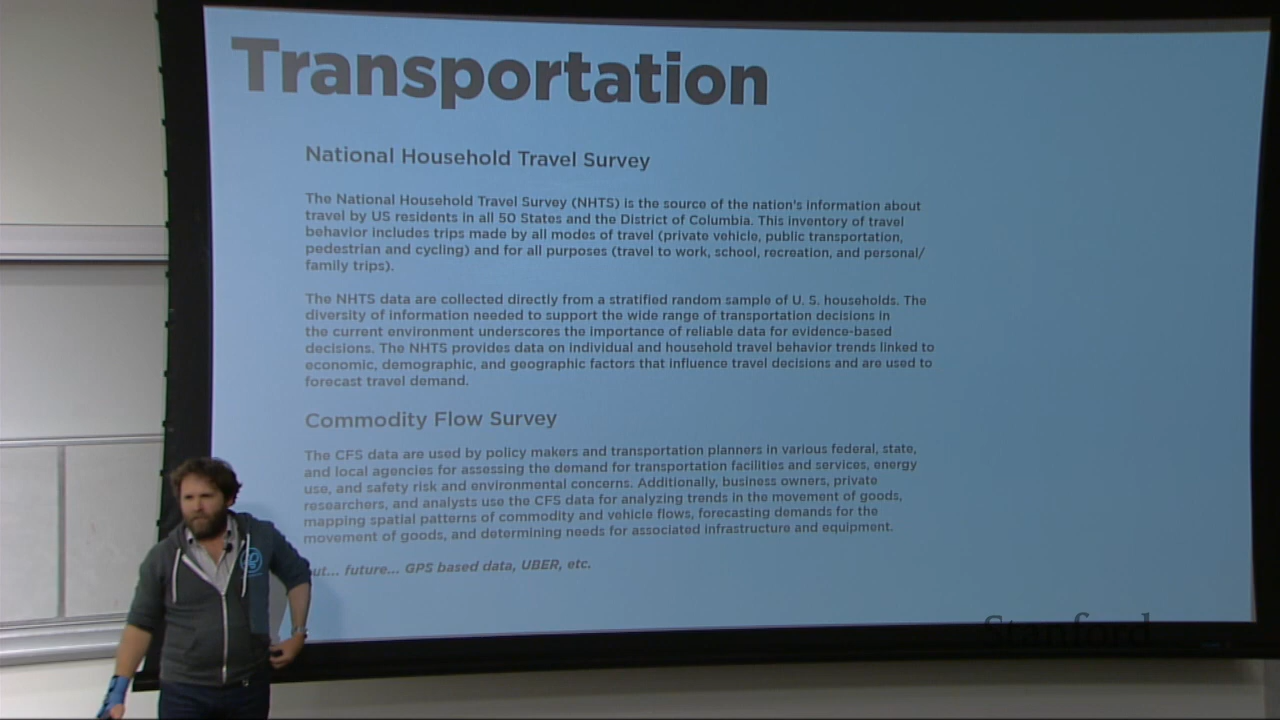 Transportation
National Household Travel Survey
The National Household Travel Survey (NHTS) is the source of the nation's information about
travel by US residents in all 50 States and the District of Columbia. This inventory of travel
behavior includes trips made by all modes of travel (private vehicle, public transportation,
pedestrian and cycling) and for all purposes (travel to work, school, recreation, and personal/
family trips).
The NHTS data are collected directly from a stratified random sample of U. S. households. The
diversity of information needed to support the wide range of transportation decisions in
the current environment underscores the importance of reliable data for evidence-based
decisions. The NHTS provides data on individual and household travel behavior trends linked to
economic, demographic, and geographic factors that influence travel decisions and are used to
forecast travel demand.
Commodity Flow Survey
The CFS data are used by policy makers and transportation planners in various federal, state,
and local agencies for assessing the demand for transportation facilities and services, energy
use, and safety risk and environmental concerns. Additionally, business owners, private
researchers, and analysts use the CFS data for analyzing trends in the movement of goods,
mapping spatial patterns of commodity and vehicle flows, forecasting demands for the
movement of goods, and determining needs for associated infrastructure and equipment.
ut... future... GPS based data, UBER, etc.
Stanford